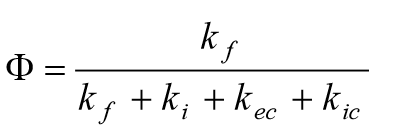 Φ = k_f / (k_f + k_i + k_ec + k_ic)